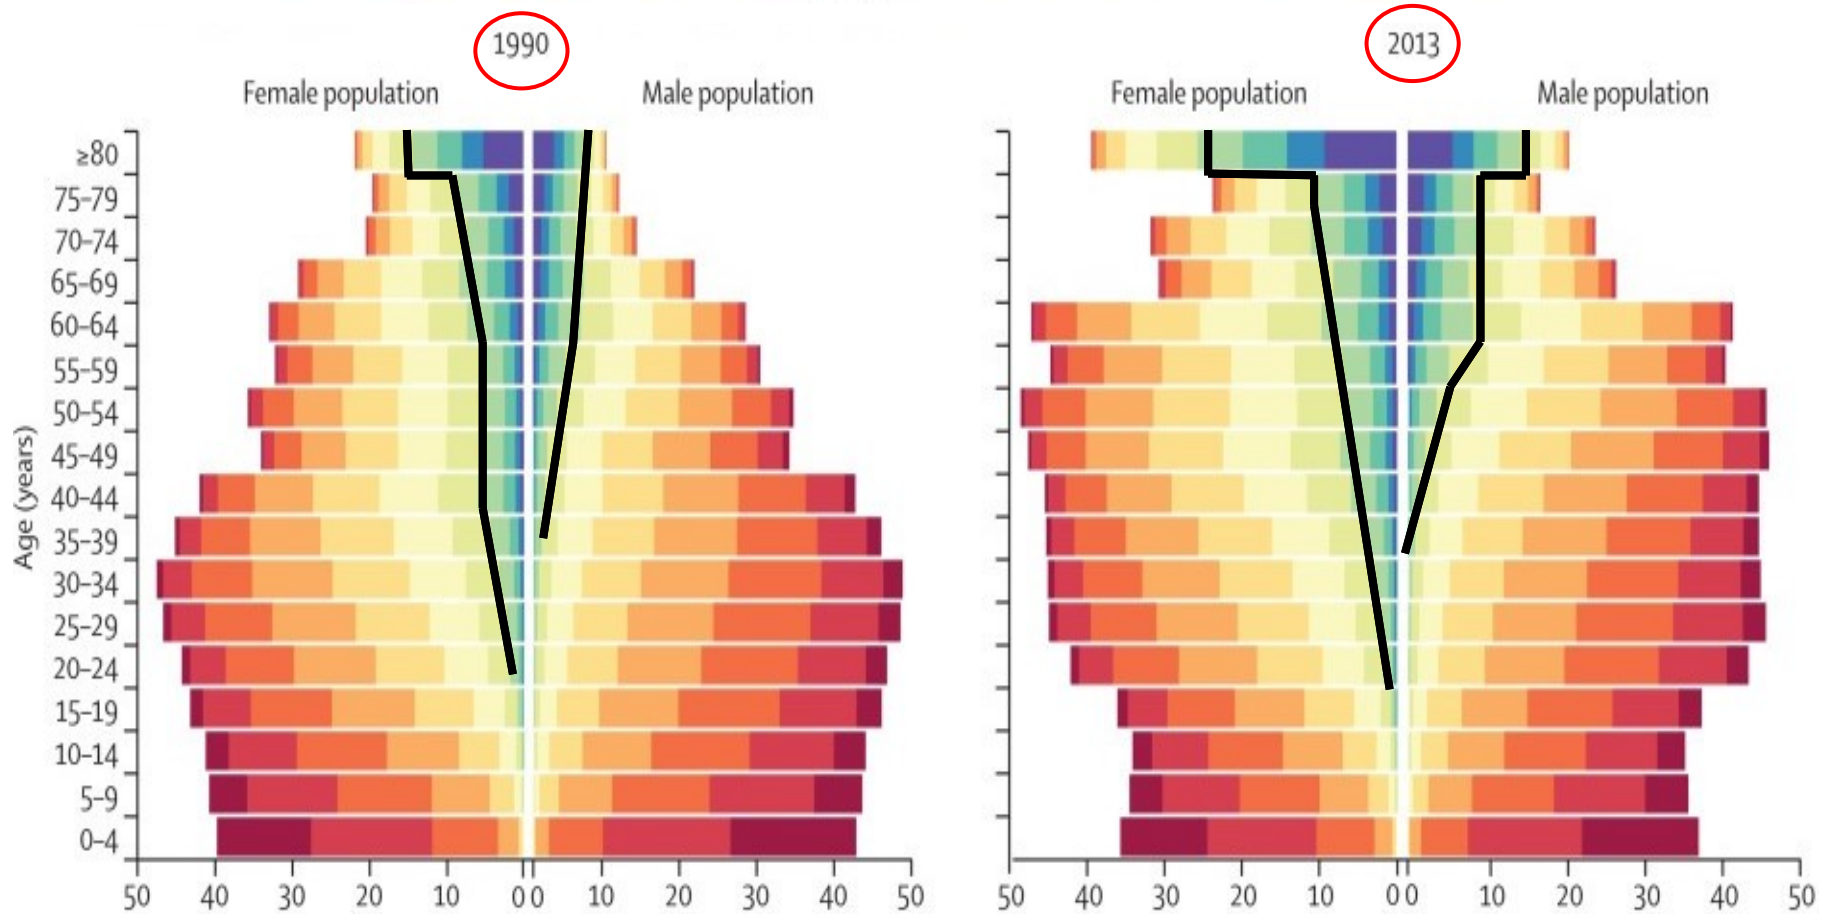 1990
2013
Female population
Male population
Female population
Male population
≥80
75–79
70–74
65–69
60–64
55–59
50–54
45–49
40–44
35–39
30–34
25–29
20–24
15–19
10–14
5–9
0–4
Age (years)
50 40 30 20 10 0 0 10 20 30 40 50
50 40 30 20 10 0 0 10 20 30 40 50